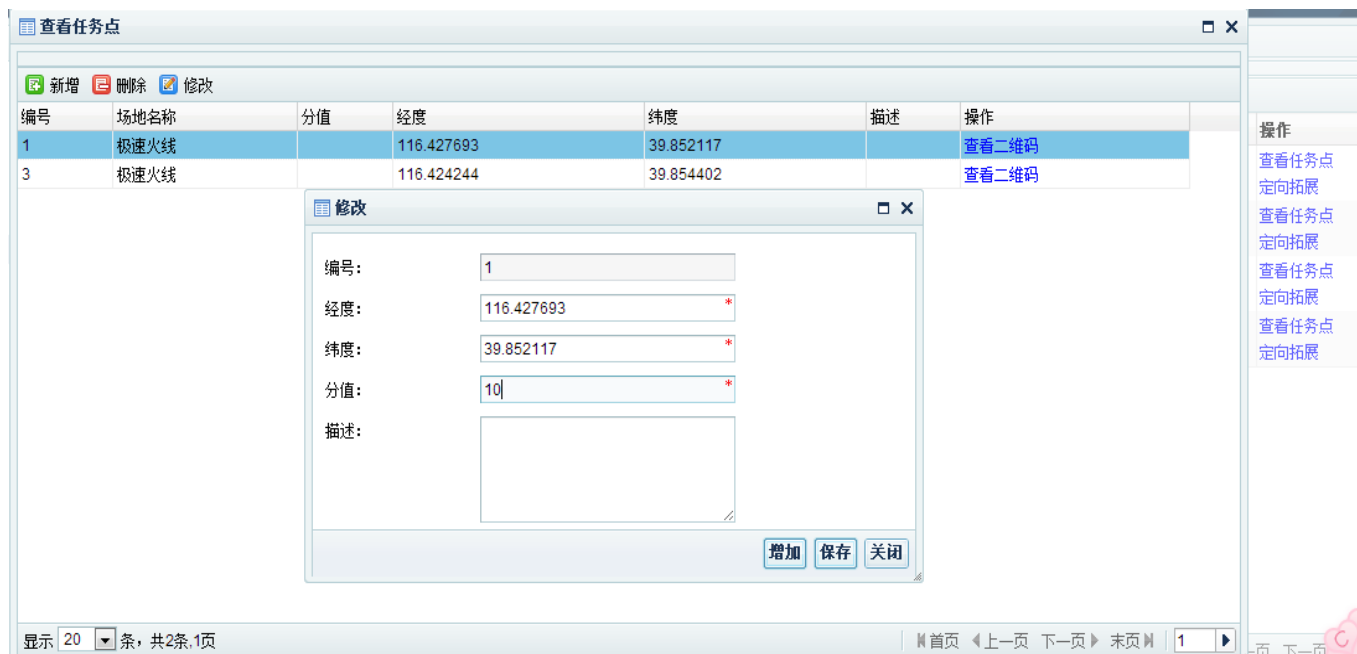 查看任务点
新增 删除 修改
编号 场地名称 分值 经度 纬度 描述 操作
1 极速火线 116.427693 39.852117 查看二维码
3 极速火线 116.424244 39.854402 查看二维码
修改
编号: 1
经度: 116.427693 *
纬度: 39.852117 *
分值: 10 *
描述:
增加 保存 关闭
显示 20 条，共2条,1页 首页 上一页 下一页 末页 1
操作
查看任务点
定向拓展
查看任务点
定向拓展
查看任务点
定向拓展
查看任务点
定向拓展
下一页